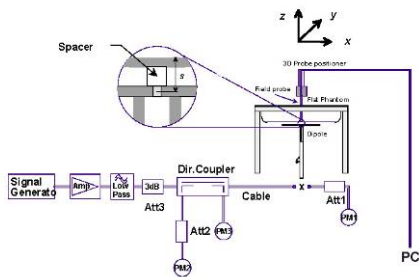 z
y
x
Spacer
s
3D Probe positioner
Field probe
Flat Phantom
Dipole
Dir.Coupler
Signal
Generato
Amp
Low
Pass
3dB
Cable
x
Att1
Att3
Att2
PM3
PM1
PM2
PC